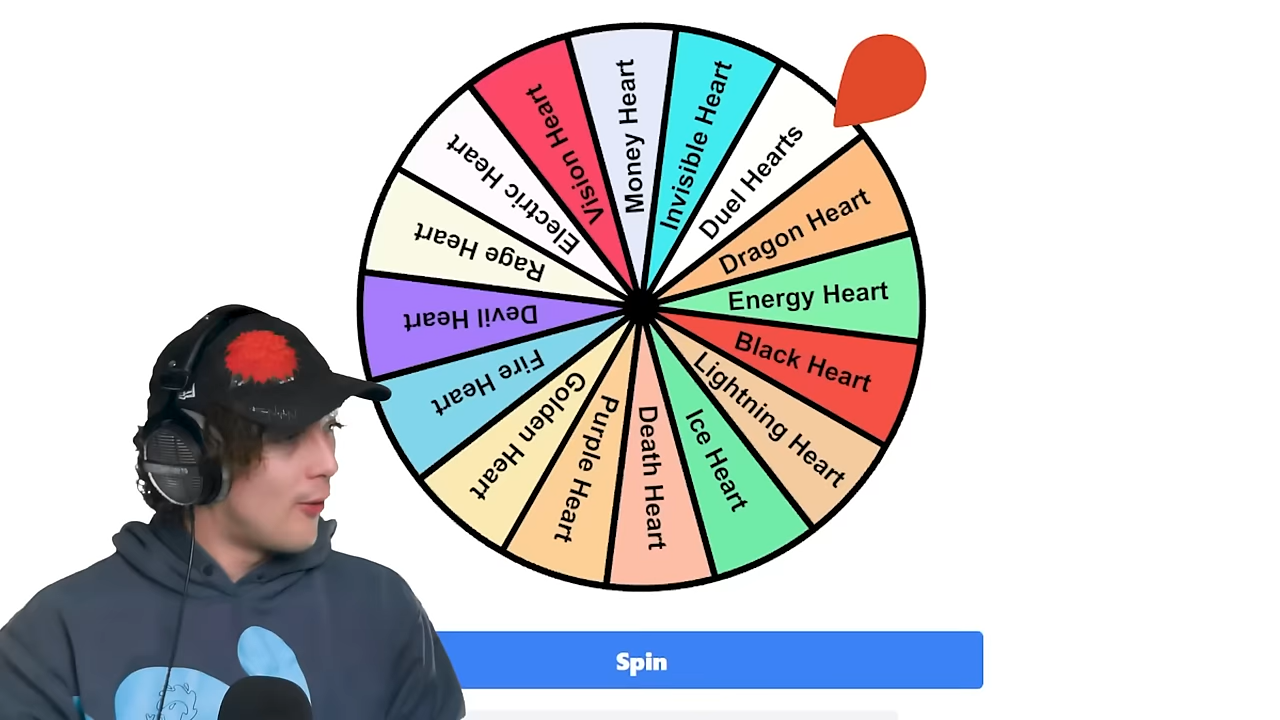 Money Heart
Invisible Heart
Duel Hearts
Dragon Heart
Energy Heart
Black Heart
Lightning Heart
Ice Heart
Death Heart
Purple Heart
Golden Heart
Fire Heart
Devil Heart
Rage Heart
Electric Heart
Vision Heart
Spin